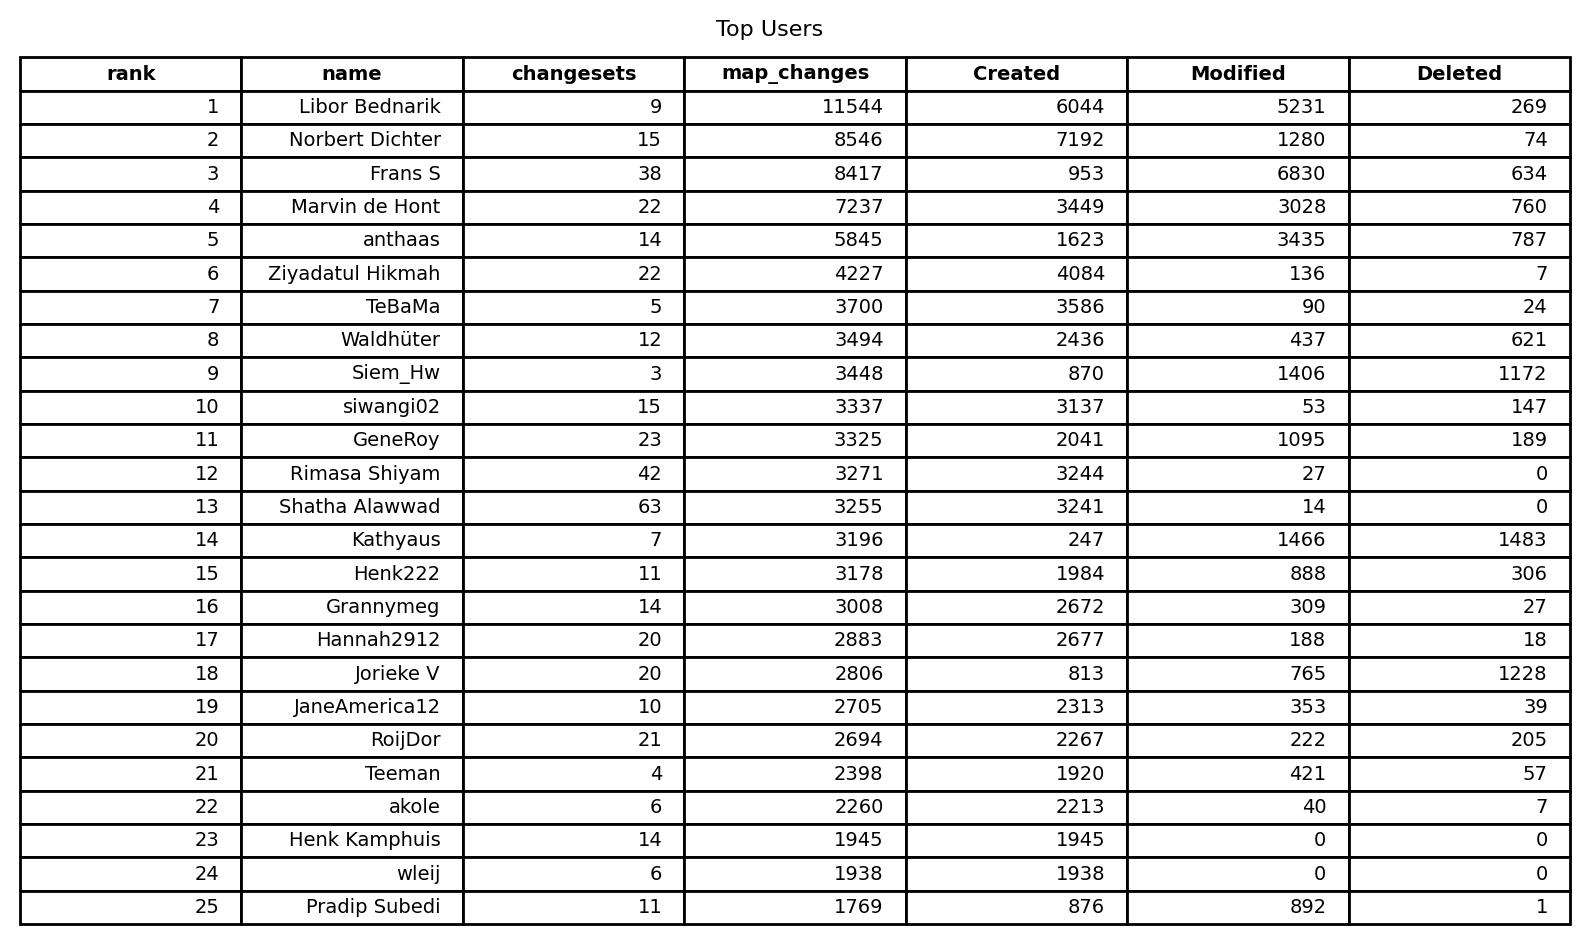 Top Users
rank name changesets map_changes Created Modified Deleted
1 Libor Bednarik 9 11544 6044 5231 269
2 Norbert Dichter 15 8546 7192 1280 74
3 Frans S 38 8417 953 6830 634
4 Marvin de Hont 22 7237 3449 3028 760
5 anthaas 14 5845 1623 3435 787
6 Ziyadatul Hikmah 22 4227 4084 136 7
7 TeBaMa 5 3700 3586 90 24
8 Waldhüter 12 3494 2436 437 621
9 Siem_Hw 3 3448 870 1406 1172
10 siwangi02 15 3337 3137 53 147
11 GeneRoy 23 3325 2041 1095 189
12 Rimasa Shiyam 42 3271 3244 27 0
13 Shatha Alawwad 63 3255 3241 14 0
14 Kathyaus 7 3196 247 1466 1483
15 Henk222 11 3178 1984 888 306
16 Grannymeg 14 3008 2672 309 27
17 Hannah2912 20 2883 2677 188 18
18 Jorieke V 20 2806 813 765 1228
19 JaneAmerica12 10 2705 2313 353 39
20 RoijDor 21 2694 2267 222 205
21 Teeman 4 2398 1920 421 57
22 akole 6 2260 2213 40 7
23 Henk Kamphuis 14 1945 1945 0 0
24 wleij 6 1938 1938 0 0
25 Pradip Subedi 11 1769 876 892 1